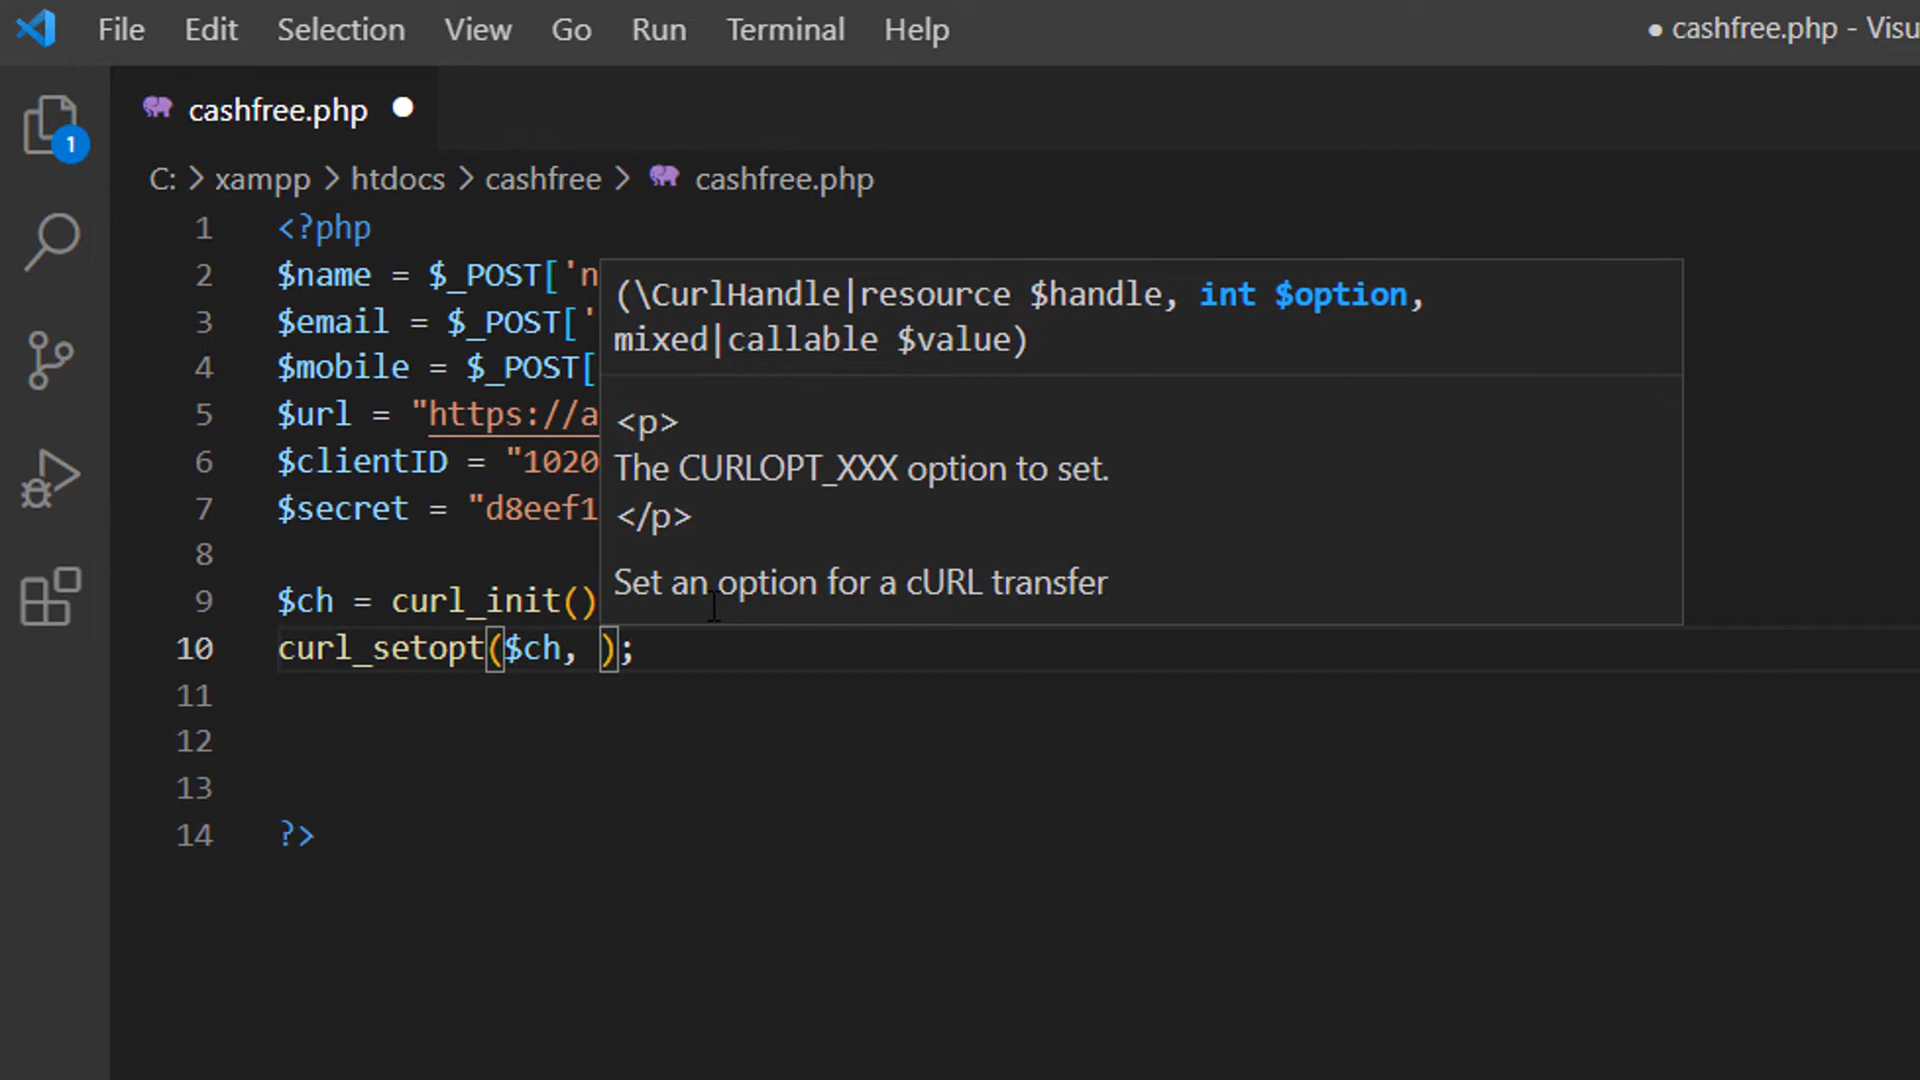 File Edit Selection View Go Run Terminal Help ● cashfree.php - Visu
cashfree.php
1
C: > xampp > htdocs > cashfree > cashfree.php
1 <?php
2 $name = $_POST['n
3 $email = $_POST['
4 $mobile = $_POST[
5 $url = "https://a
6 $clientID = "1020
7 $secret = "d8eef1
8
9 $ch = curl_init()
10 curl_setopt($ch, );
11
12
13
14 ?>
(\CurlHandle|resource $handle, int $option,
mixed|callable $value)
<p>
The CURLOPT_XXX option to set.
</p>
Set an option for a cURL transfer